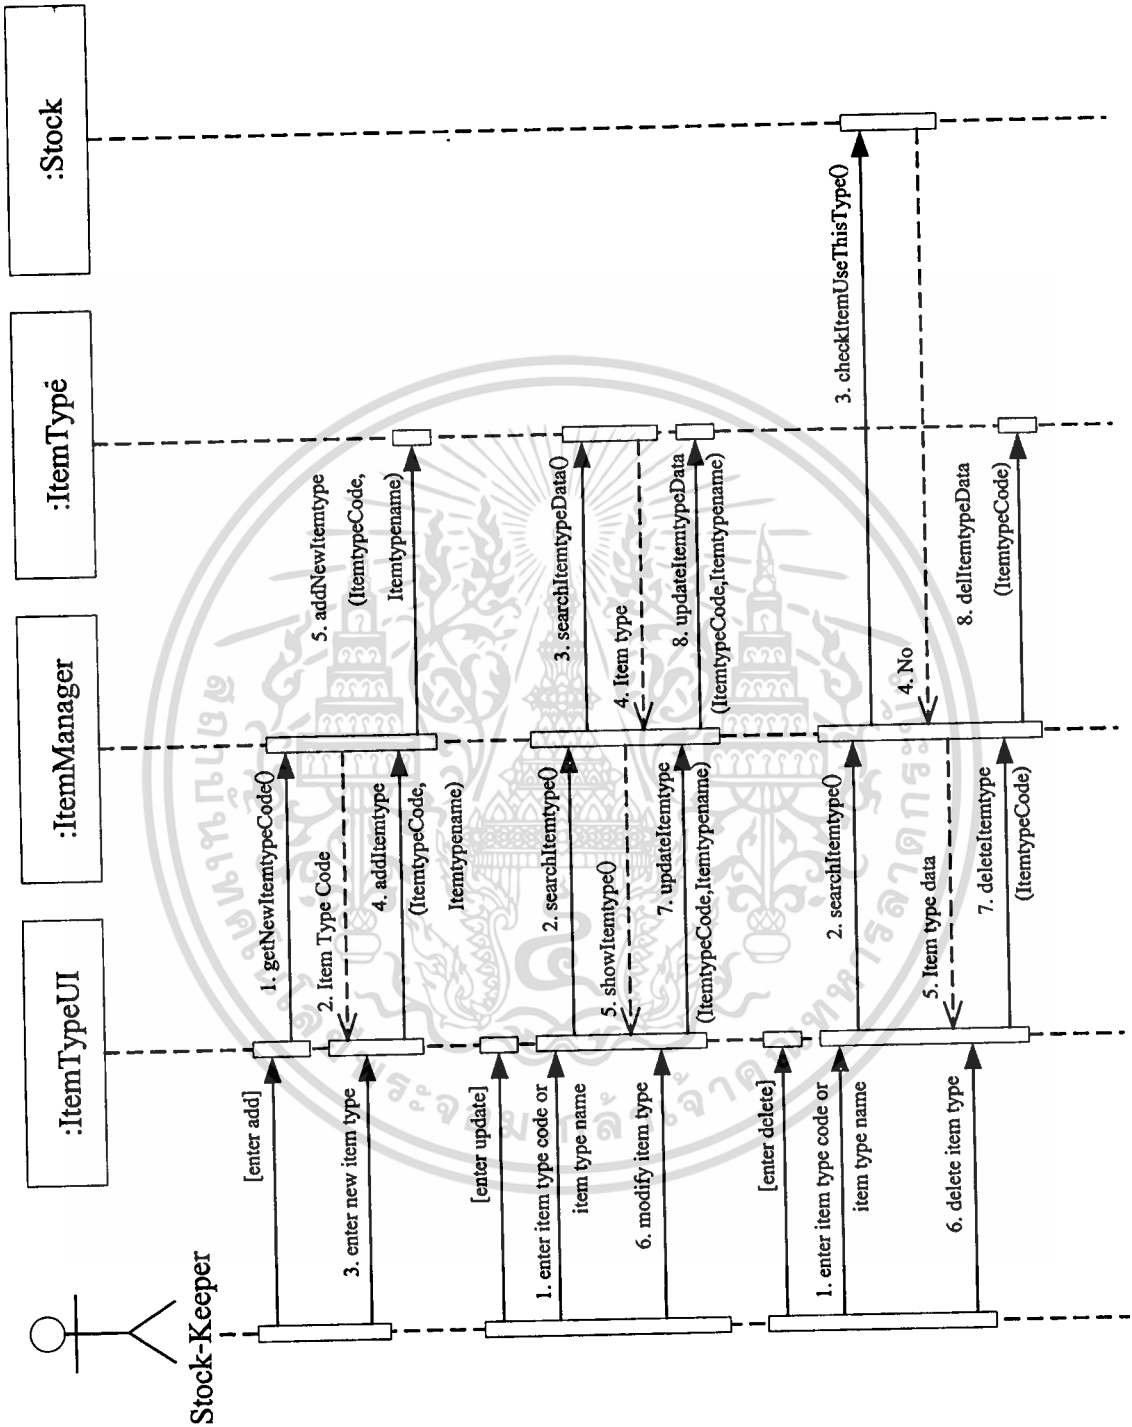 Stock-Keeper
:ItemTypeUI
:ItemManager
:ItemType
:Stock
[enter add]
1. getNewItemtypeCode()
2. Item Type Code
3. enter new item type
4. addItemtype
(ItemtypeCode,
Itemtypename)
5. addNewItemtype
(ItemtypeCode,
Itemtypename)
[enter update]
1. enter item type code or
item type name
2. searchItemtype()
3. searchItemtypeData()
4. Item type
5. showItemtype()
6. modify item type
7. updateItemtype
(ItemtypeCode,Itemtypename)
8. updateItemtypeData
(ItemtypeCode,Itemtypename)
[enter delete]
1. enter item type code or
item type name
2. searchItemtype()
3. checkItemUseThisType()
4. No
5. Item type data
6. delete item type
7. deleteItemtype
(ItemtypeCode)
8. delItemtypeData
(ItemtypeCode)